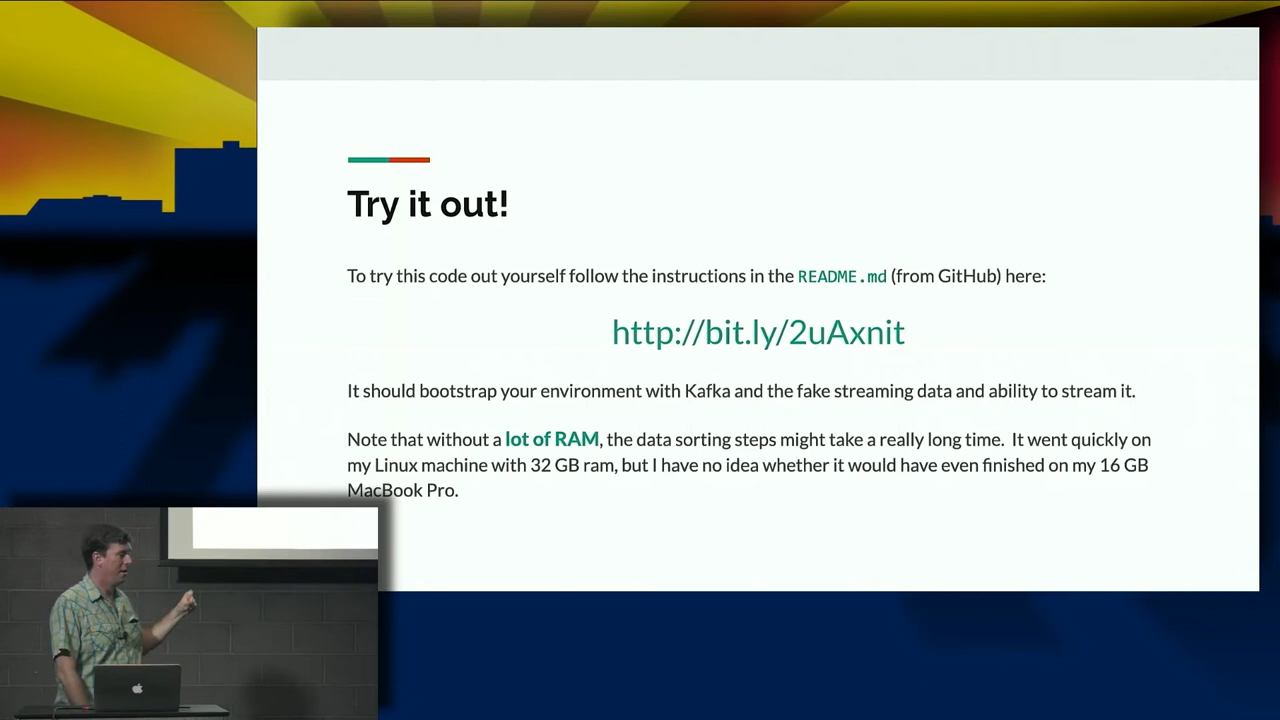 Try it out!
To try this code out yourself follow the instructions in the README.md (from GitHub) here:
http://bit.ly/2uAxnit
It should bootstrap your environment with Kafka and the fake streaming data and ability to stream it.
Note that without a lot of RAM, the data sorting steps might take a really long time. It went quickly on
my Linux machine with 32 GB ram, but I have no idea whether it would have even finished on my 16 GB
MacBook Pro.